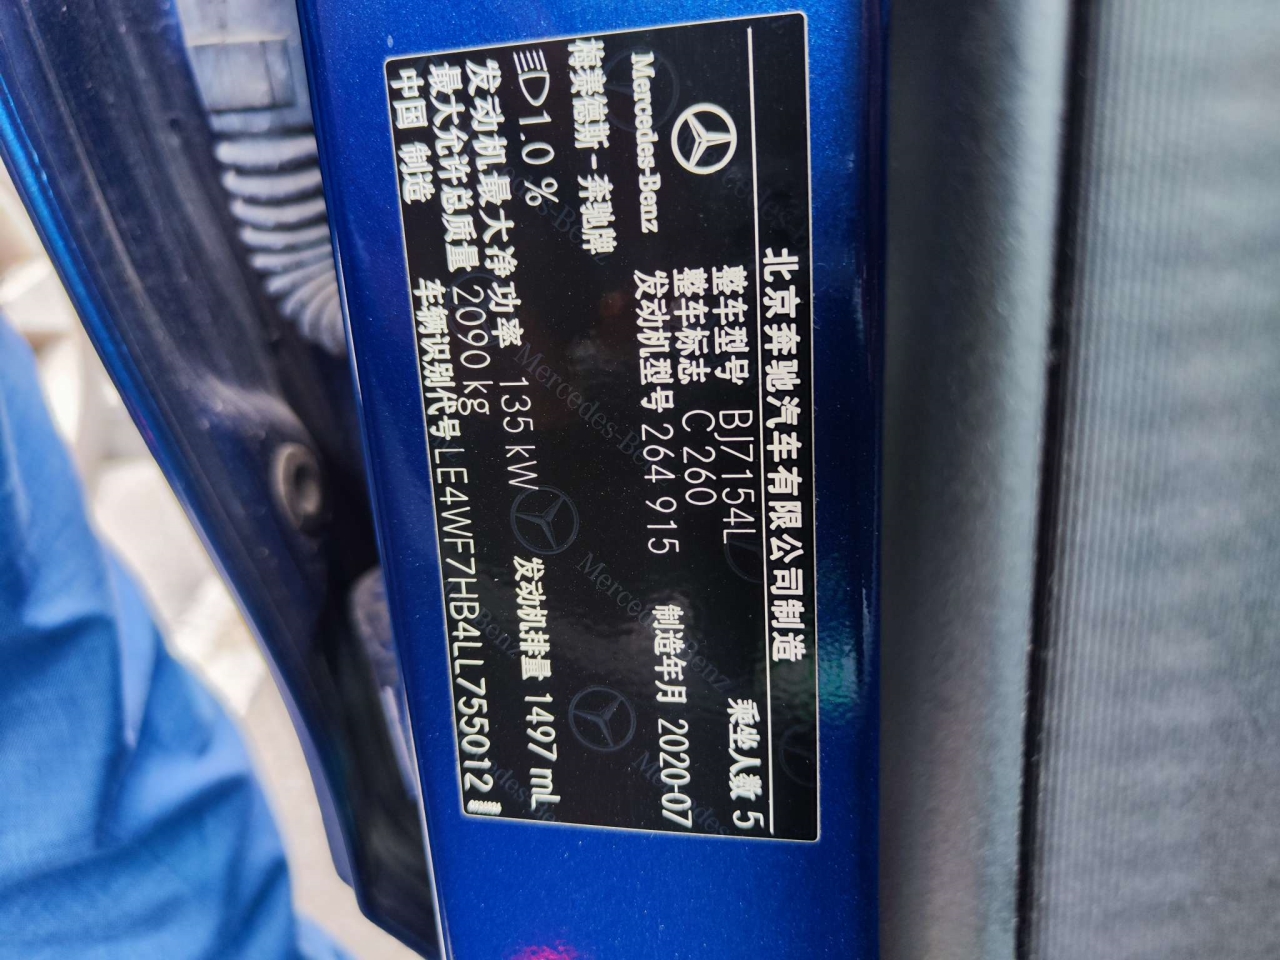 北京奔驰汽车有限公司制造
Mercedes-Benz
梅赛德斯-奔驰牌
整车型号 BJ7154L
乘坐人数 5
整车标志 C 260
发动机型号 264 915
制造年月 2020-07
1.0 %
发动机最大净功率 135 kW
发动机排量 1497 mL
最大允许总质量 2090 kg
中国 制造
车辆识别代号 LE4WF7HB4LL755012